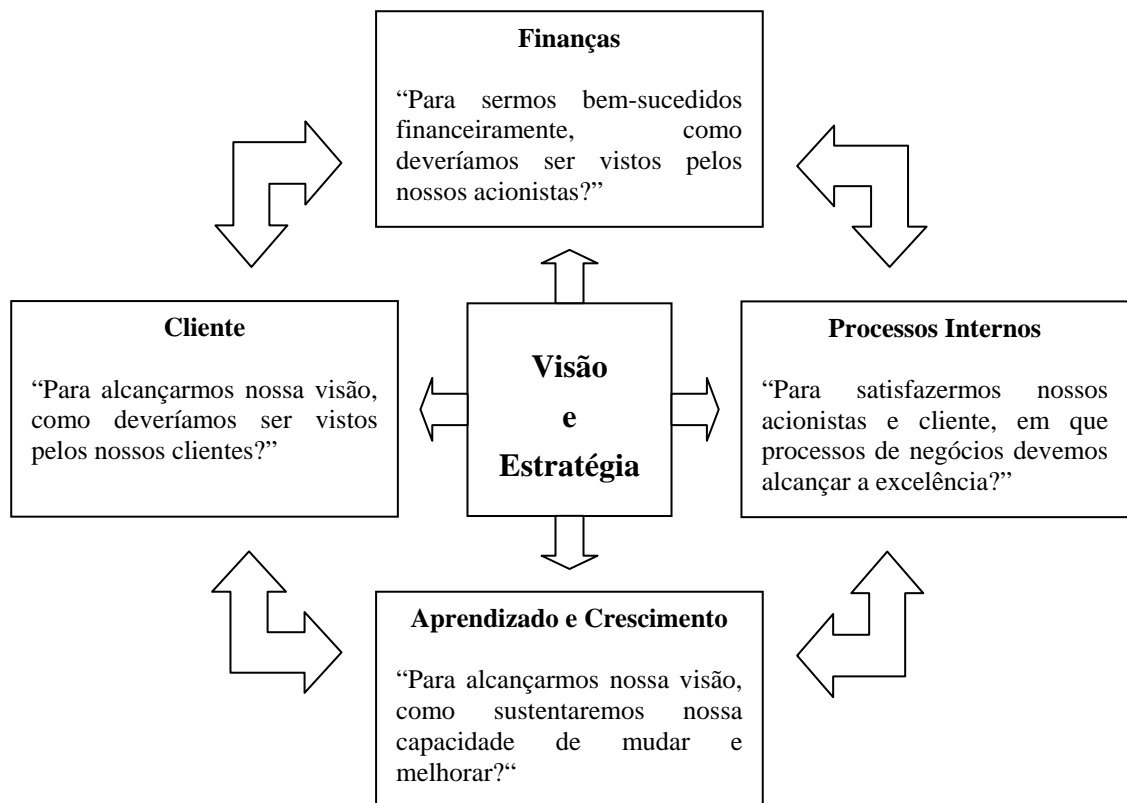 Finanças
“Para sermos bem-sucedidos
financeiramente, como
deveríamos ser vistos pelos
nossos acionistas?”
Cliente
“Para alcançarmos nossa visão,
como deveríamos ser vistos
pelos nossos clientes?”
Visão
e
Estratégia
Processos Internos
“Para satisfazermos nossos
acionistas e cliente, em que
processos de negócios devemos
alcançar a excelência?”
Aprendizado e Crescimento
“Para alcançarmos nossa visão,
como sustentaremos nossa
capacidade de mudar e
melhorar?“